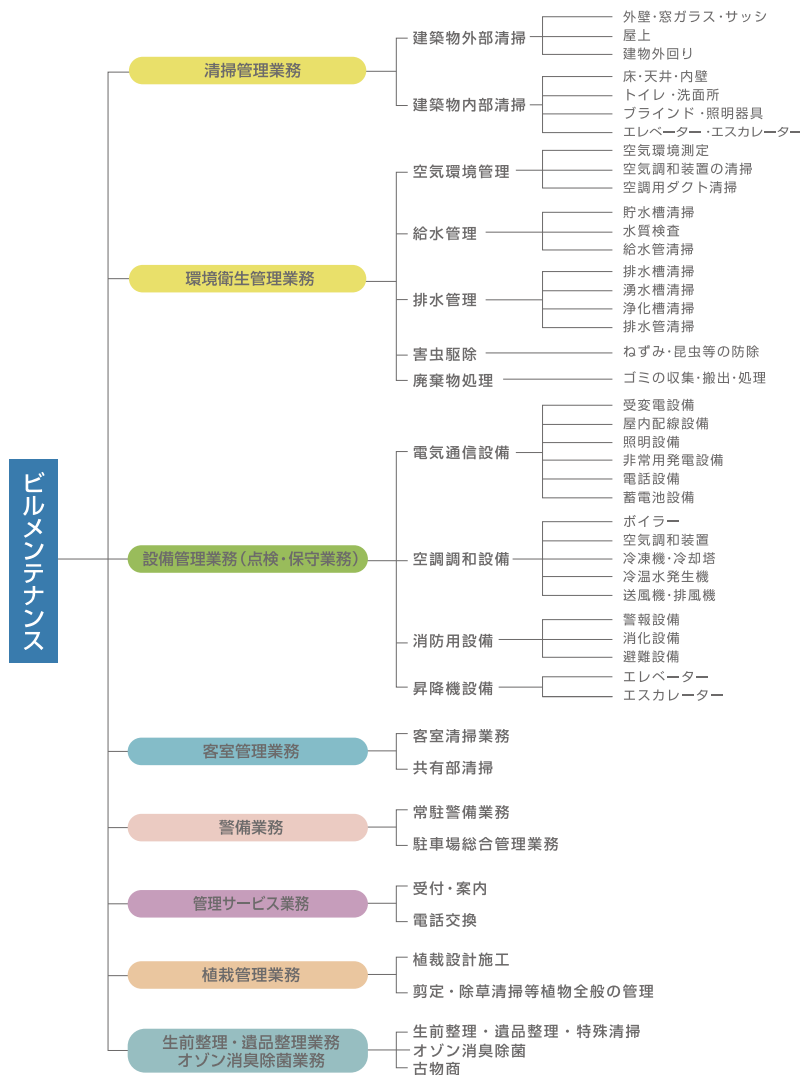 ビルメンテナンス
清掃管理業務
建築物外部清掃
外壁・窓ガラス・サッシ
屋上
建物外回り
建築物内部清掃
床・天井・内壁
トイレ・洗面所
ブラインド・照明器具
エレベーター・エスカレーター
環境衛生管理業務
空気環境管理
空気環境測定
空気調和装置の清掃
空調用ダクト清掃
給水管理
貯水槽清掃
水質検査
給水管清掃
排水管理
排水槽清掃
湧水槽清掃
浄化槽清掃
排水管清掃
害虫駆除
ねずみ・昆虫等の防除
廃棄物処理
ゴミの収集・搬出・処理
設備管理業務（点検・保守業務）
電気通信設備
受変電設備
屋内配線設備
照明設備
非常用発電設備
電話設備
蓄電池設備
空調調和設備
ボイラー
空気調和装置
冷凍機・冷却塔
冷温水発生機
送風機・排風機
消防用設備
警報設備
消化設備
避難設備
昇降機設備
エレベーター
エスカレーター
客室管理業務
客室清掃業務
共有部清掃
警備業務
常駐警備業務
駐車場総合管理業務
管理サービス業務
受付・案内
電話交換
植栽管理業務
植裁設計施工
剪定・除草清掃等植物全般の管理
生前整理・遺品整理業務
オゾン消臭除菌業務
生前整理・遺品整理・特殊清掃
オゾン消臭除菌
古物商